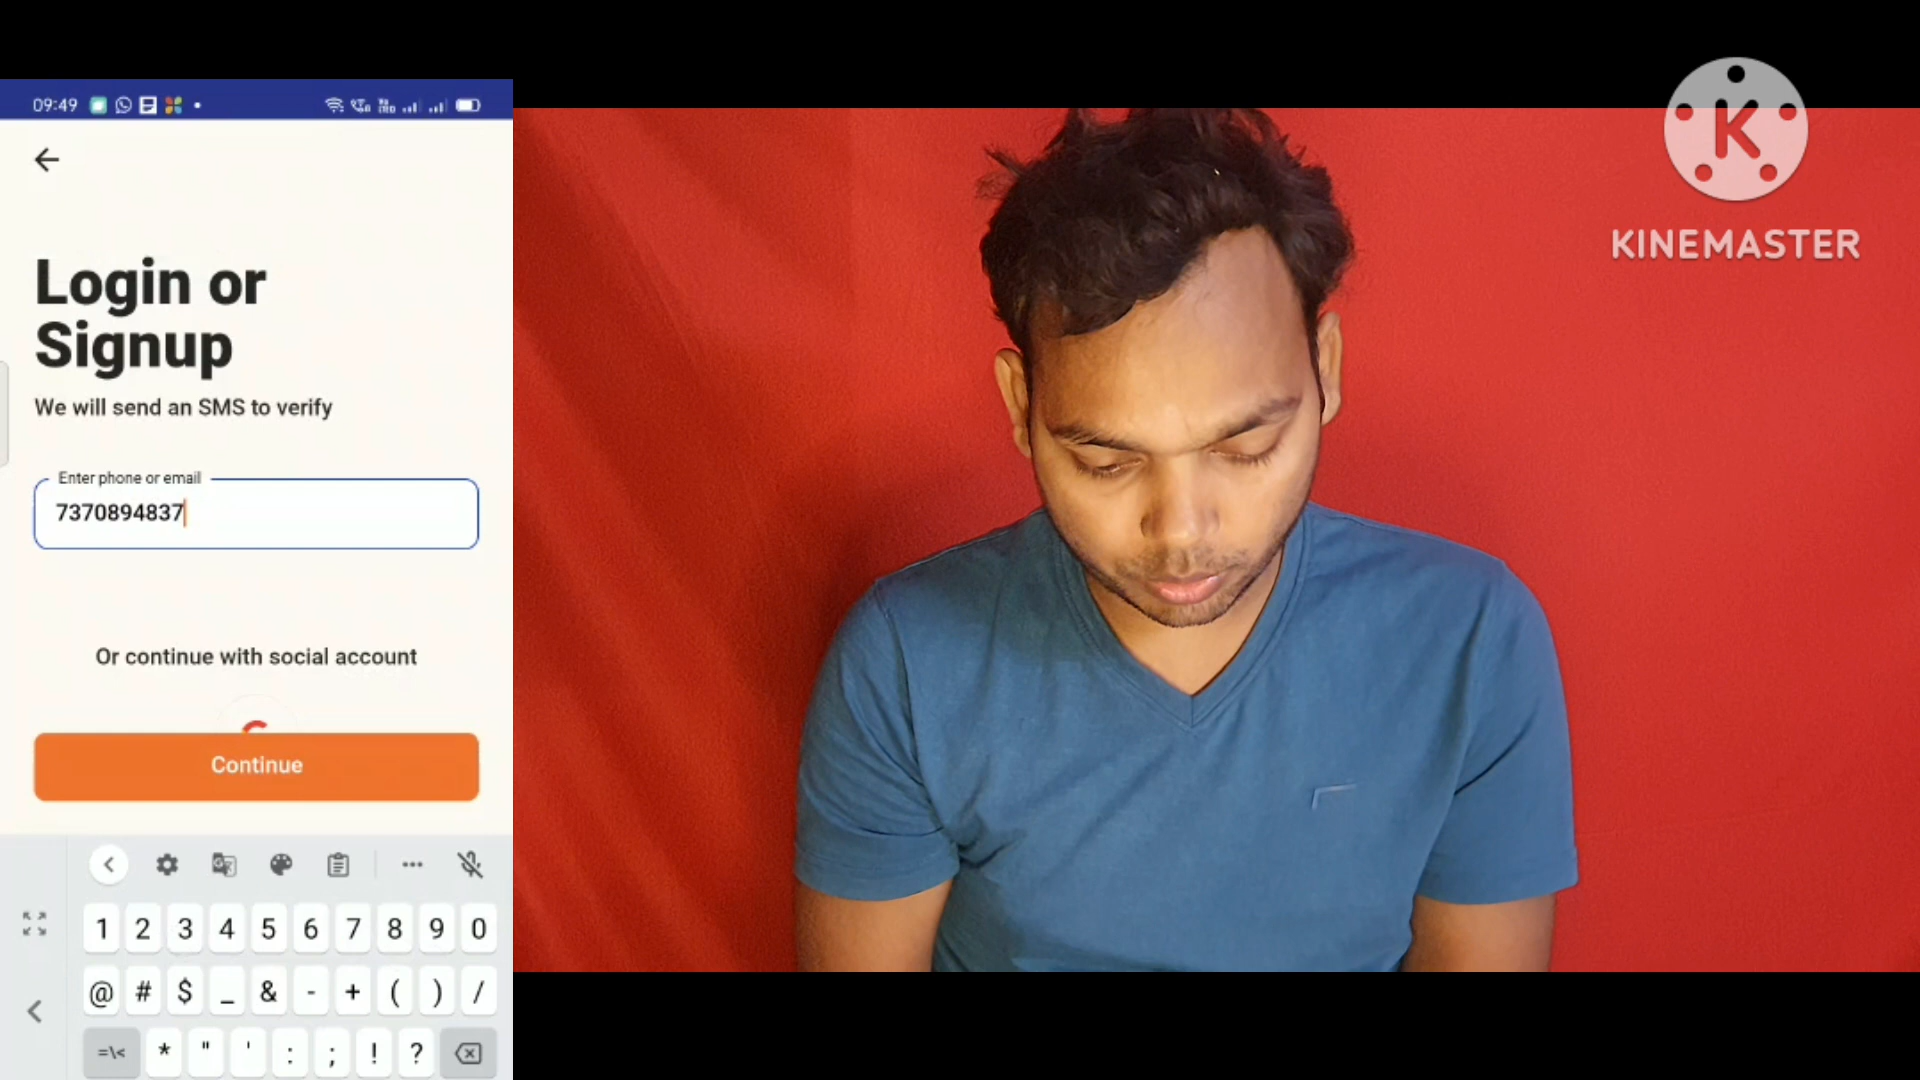 09:49
Login or
Signup
We will send an SMS to verify
Enter phone or email
7370894837
Or continue with social account
Continue
1 2 3 4 5 6 7 8 9 0
@ # $ _ & - + ( ) /
=\< * " ' : ; ! ?
K
KINEMASTER